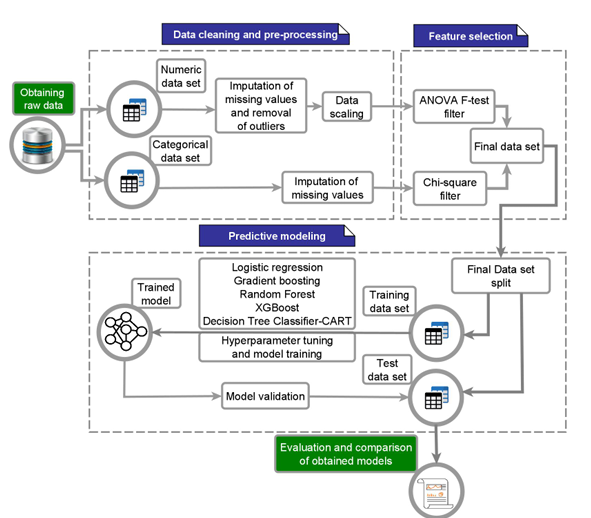 Data cleaning and pre-processing
Feature selection
Obtaining
raw data
Numeric
data set
Imputation of
missing values
and removal
of outliers
Data
scaling
ANOVA F-test
filter
Final data set
Categorical
data set
Imputation of
missing values
Chi-square
filter
Predictive modeling
Final Data set
split
Logistic regression
Gradient boosting
Random Forest
XGBoost
Decision Tree Classifier-CART
Trained
model
Training
data set
Hyperparameter tuning
and model training
Test
data set
Model validation
Evaluation and comparison
of obtained models